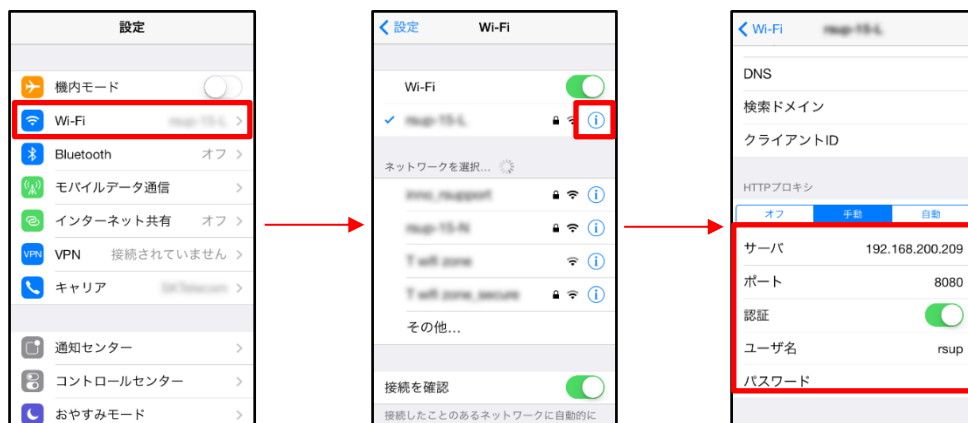 設定
機内モード
Wi-Fi
Bluetooth オフ
モバイルデータ通信
インターネット共有 オフ
VPN VPN 接続されていません
キャリア
通知センター
コントロールセンター
おやすみモード
設定 Wi-Fi
Wi-Fi
ネットワークを選択...
その他...
接続を確認
接続したことのあるネットワークに自動的に
Wi-Fi
DNS
検索ドメイン
クライアントID
HTTPプロキシ
オフ 手動 自動
サーバ 192.168.200.209
ポート 8080
認証
ユーザ名 rsup
パスワード